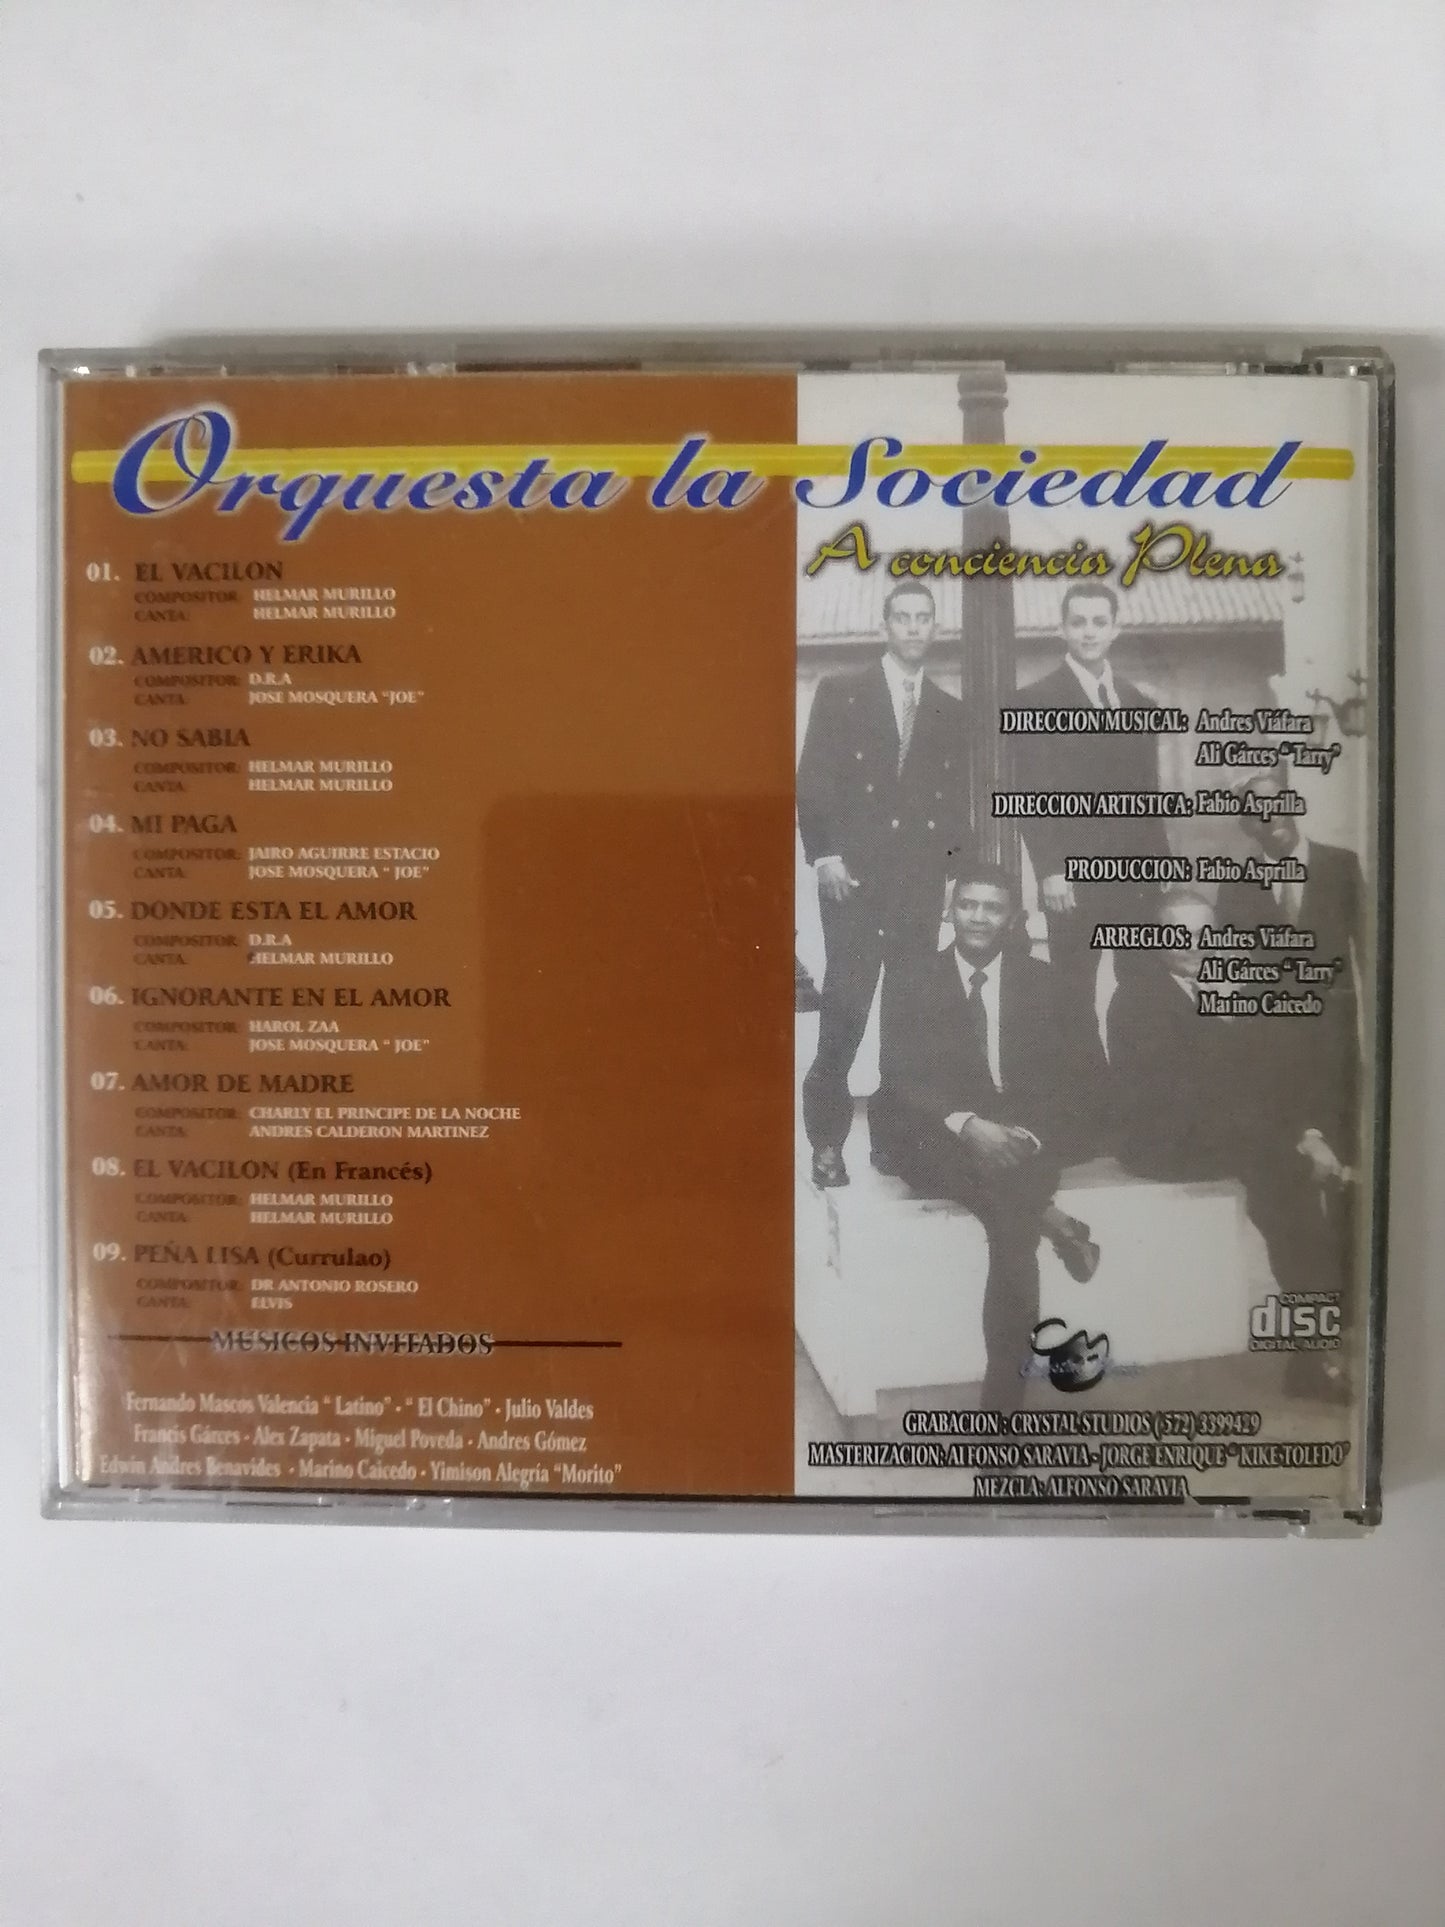 Orquesta la Sociedad
A conciencia Plena
01. EL VACILON
COMPOSITOR: HELMAR MURILLO
CANTA: HELMAR MURILLO
02. AMERICO Y ERIKA
COMPOSITOR: D.R.A
CANTA: JOSE MOSQUERA "JOE"
03. NO SABIA
COMPOSITOR: HELMAR MURILLO
CANTA: HELMAR MURILLO
04. MI PAGA
COMPOSITOR: JAIRO AGUIRRE ESTACIO
CANTA: JOSE MOSQUERA " JOE"
05. DONDE ESTA EL AMOR
COMPOSITOR: D.R.A
CANTA: HELMAR MURILLO
06. IGNORANTE EN EL AMOR
COMPOSITOR: HAROL ZAA
CANTA: JOSE MOSQUERA " JOE"
07. AMOR DE MADRE
COMPOSITOR: CHARLY EL PRINCIPE DE LA NOCHE
CANTA: ANDRES CALDERON MARTINEZ
08. EL VACILON (En Francés)
COMPOSITOR: HELMAR MURILLO
CANTA: HELMAR MURILLO
09. PEÑA LISA (Currulao)
COMPOSITOR: DR ANTONIO ROSERO
CANTA: ELVIS
MUSICOS INVITADOS
Fernando Mascos Valencia " Latino" - " El Chino" - Julio Valdes
Francis Gárces - Alex Zapata - Miguel Poveda - Andres Gómez
Edwin Andres Benavides - Marino Caicedo - Yimison Alegría "Morito"
DIRECCION MUSICAL: Andres Viáfara
Ali Gárces " Tarry"
DIRECCION ARTISTICA: Fabio Asprilla
PRODUCCION: Fabio Asprilla
ARREGLOS: Andres Viáfara
Ali Gárces " Tarry"
Marino Caicedo
COMPACT
disc
DIGITAL AUDIO
GRABACION : CRYSTAL STUDIOS (572) 3399429
MASTERIZACION: ALFONSO SARAVIA - JORGE ENRIQUE " KIKE TOLEDO"
MEZCLA: ALFONSO SARAVIA